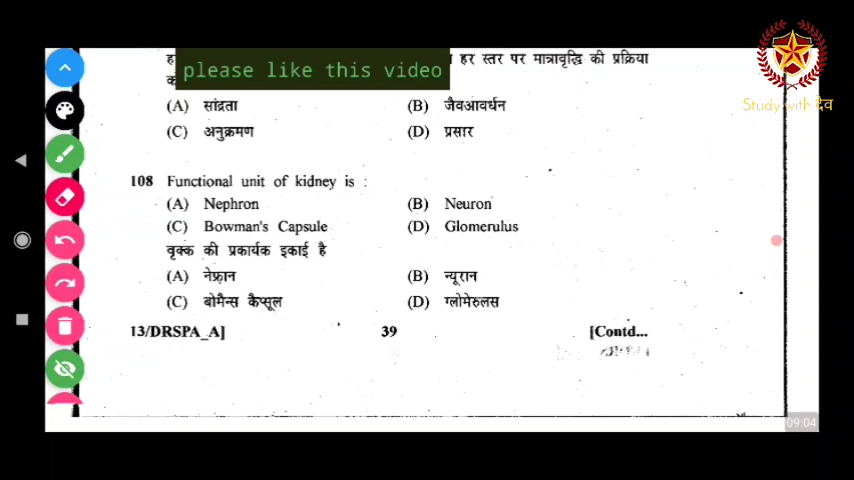 please like this video
हर स्तर पर मात्रावृद्धि की प्रक्रिया
(A) सांद्रता (B) जैवआवर्धन
(C) अनुक्रमण (D) प्रसार
Study with देव
108 Functional unit of kidney is :
(A) Nephron (B) Neuron
(C) Bowman's Capsule (D) Glomerulus
वृक्क की प्रकार्यक इकाई है
(A) नेफ्रान (B) न्यूरान
(C) बोमैन्स कैप्सूल (D) ग्लोमेरुलस
13/DRSPA_A] 39 [Contd...
09:04